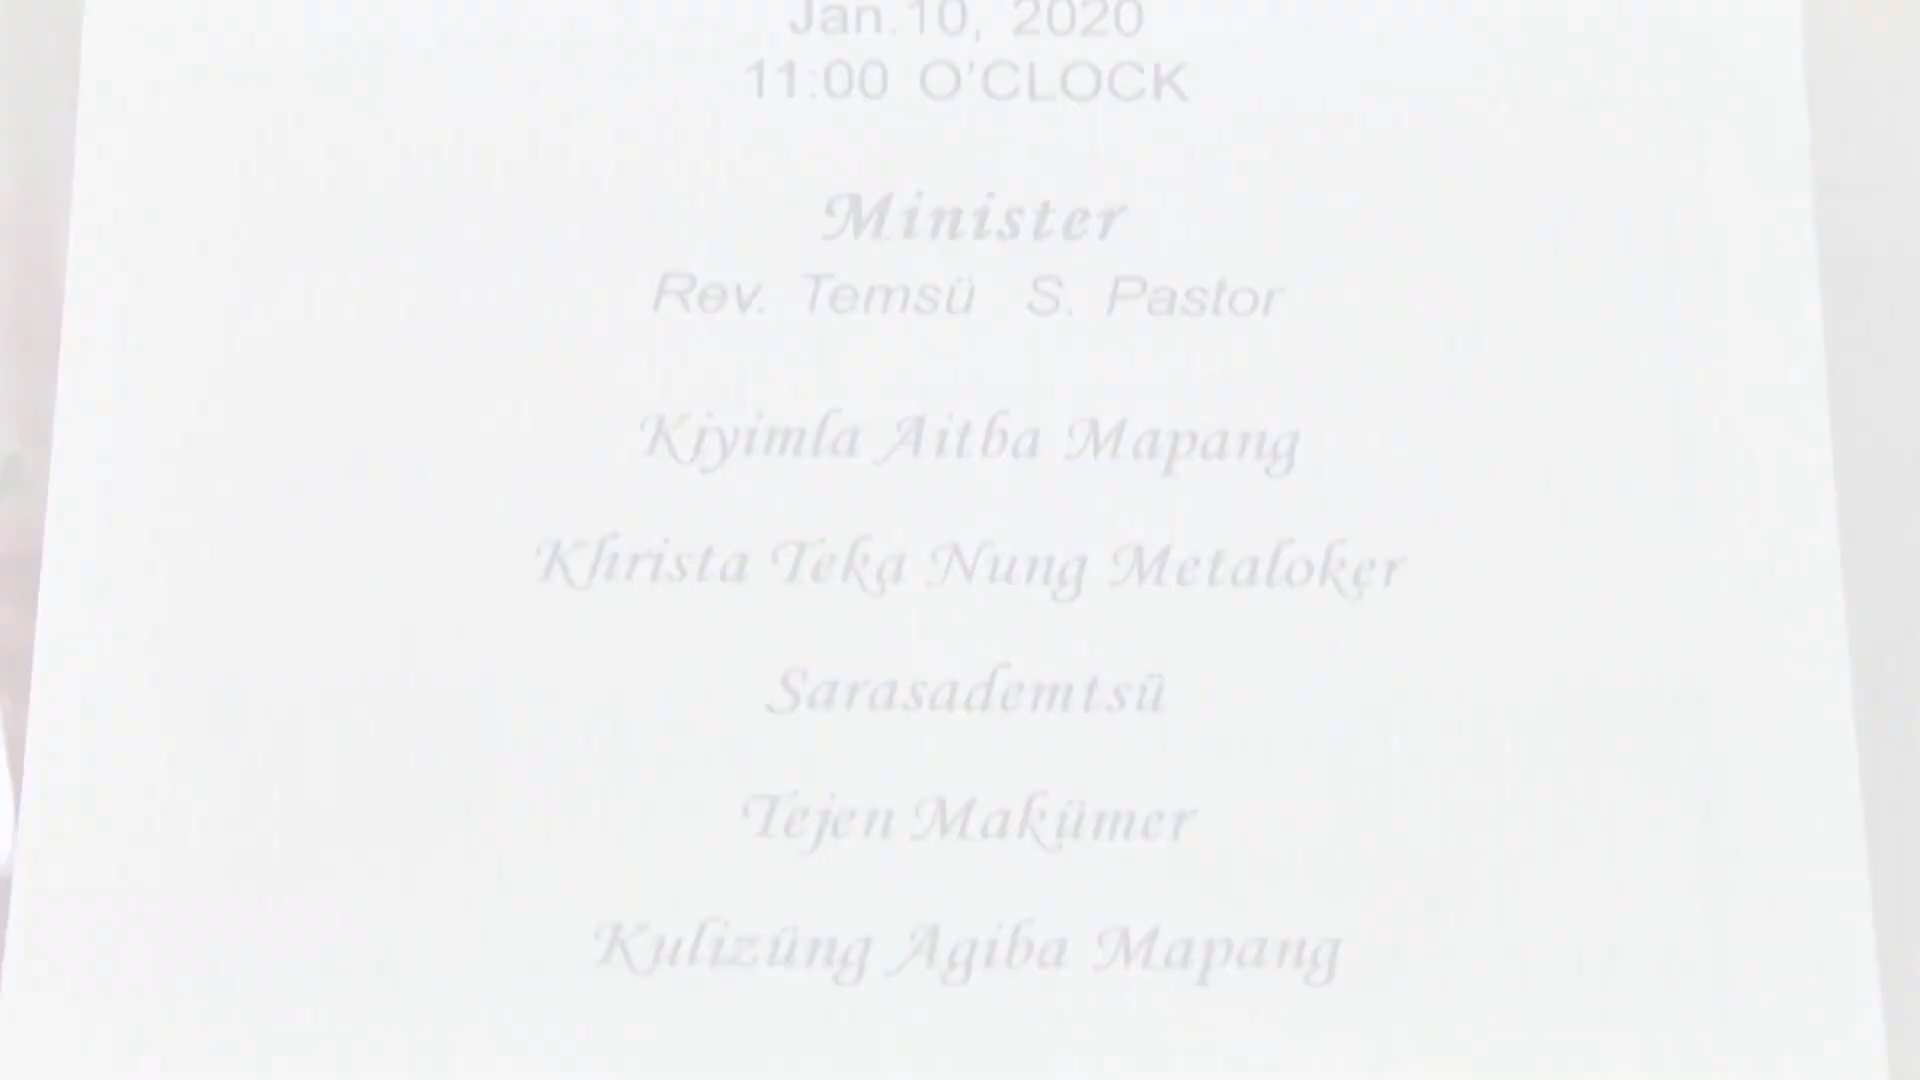 Jan.10, 2020
11:00 O'CLOCK
Minister
Rev. Temsü S. Pastor
Kiyimla Aitba Mapang
Khrista Teka Nung Metaloker
Sarasademtsü
Tejen Makümer
Kulizüng Agiba Mapang